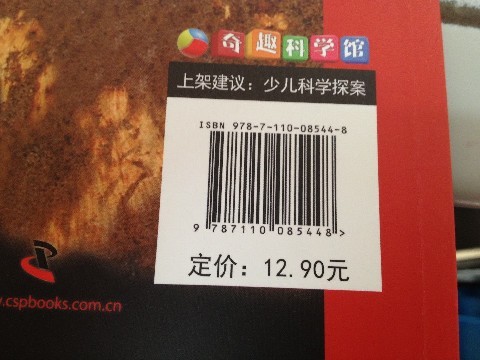 奇趣科学馆
上架建议：少儿科学探案
ISBN 978-7-110-08544-8
9 787110 085448 >
定价：12.90元
.cspbooks.com.cn